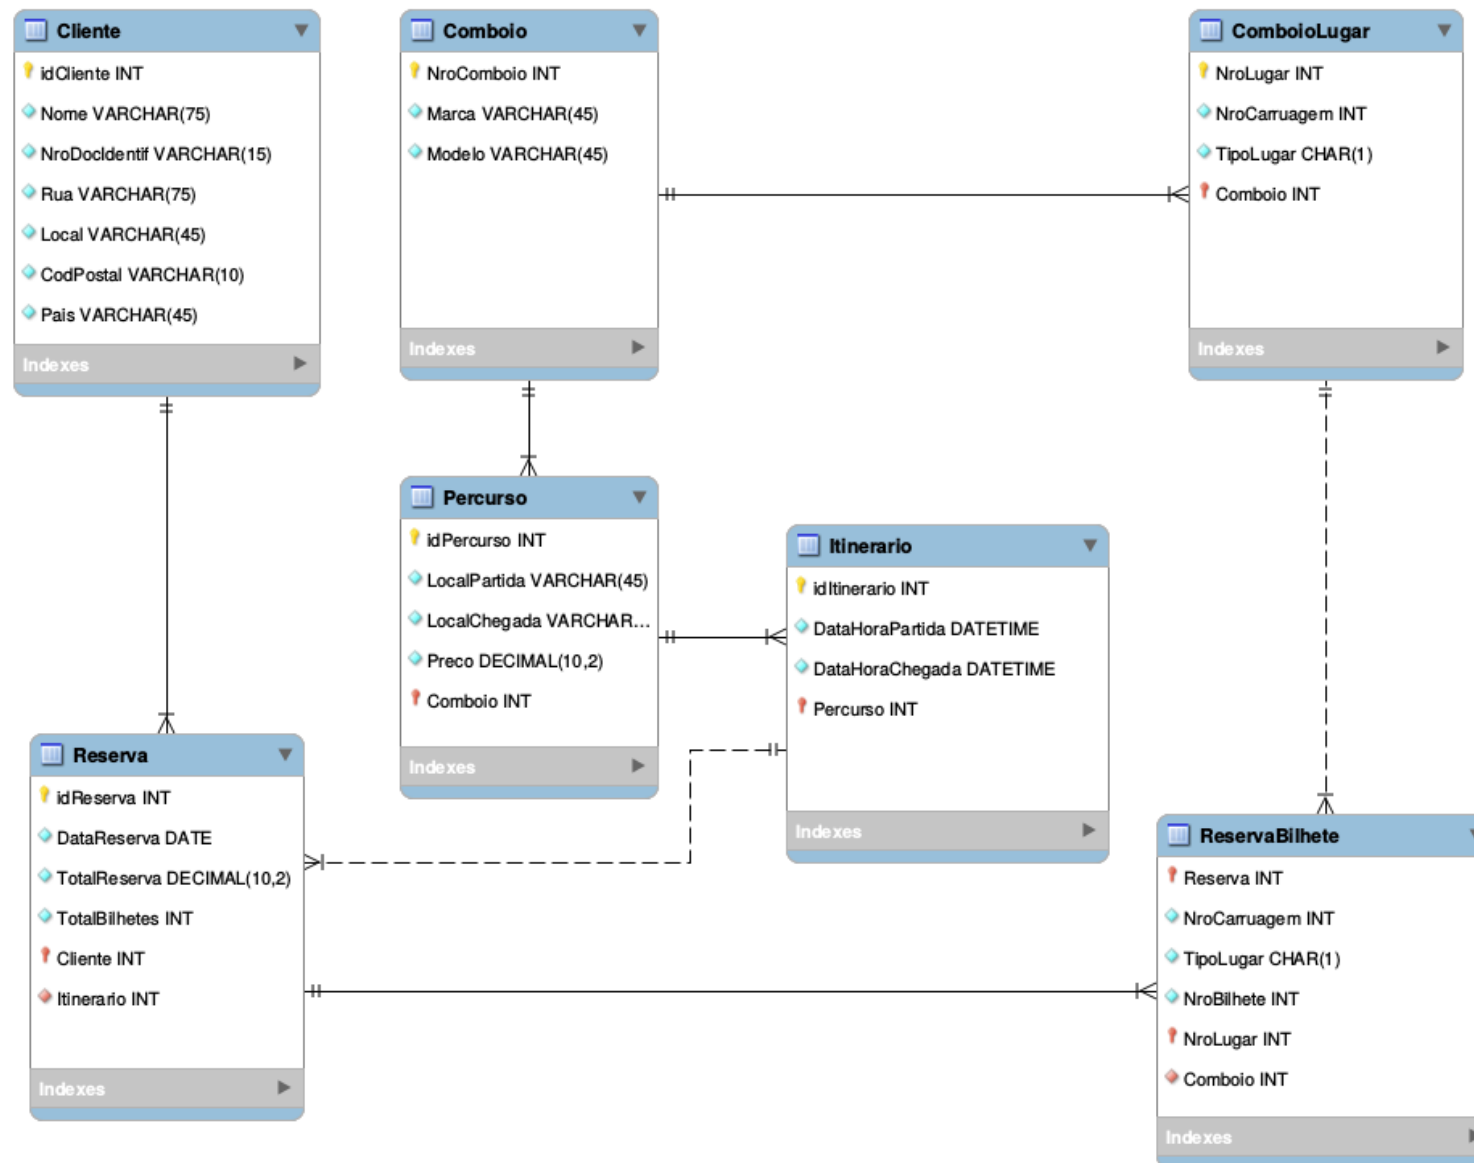 Cliente
idCliente INT
Nome VARCHAR(75)
NroDocIdentif VARCHAR(15)
Rua VARCHAR(75)
Local VARCHAR(45)
CodPostal VARCHAR(10)
Pais VARCHAR(45)
Indexes
Comboio
NroComboio INT
Marca VARCHAR(45)
Modelo VARCHAR(45)
Indexes
ComboioLugar
NroLugar INT
NroCarruagem INT
TipoLugar CHAR(1)
Comboio INT
Indexes
Percurso
idPercurso INT
LocalPartida VARCHAR(45)
LocalChegada VARCHAR...
Preco DECIMAL(10,2)
Comboio INT
Indexes
Itinerario
idItinerario INT
DataHoraPartida DATETIME
DataHoraChegada DATETIME
Percurso INT
Indexes
Reserva
idReserva INT
DataReserva DATE
TotalReserva DECIMAL(10,2)
TotalBilhetes INT
Cliente INT
Itinerario INT
Indexes
ReservaBilhete
Reserva INT
NroCarruagem INT
TipoLugar CHAR(1)
NroBilhete INT
NroLugar INT
Comboio INT
Indexes